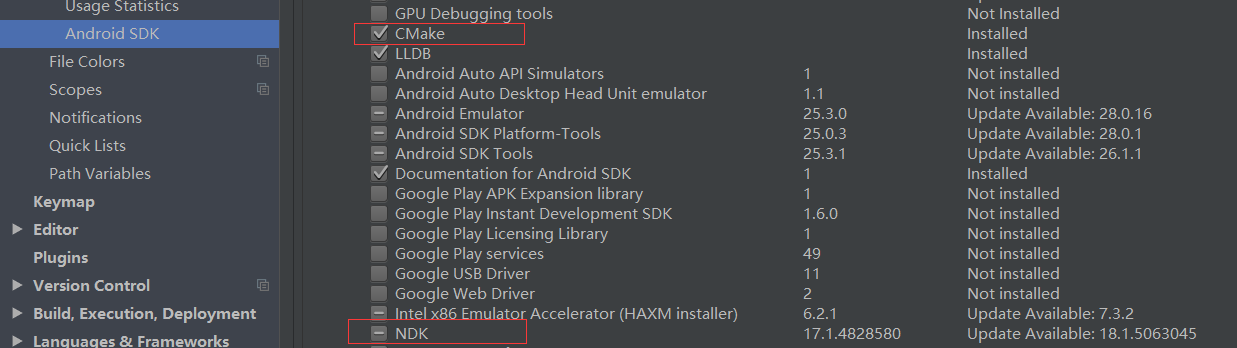 Usage Statistics
Android SDK
File Colors
Scopes
Notifications
Quick Lists
Path Variables
Keymap
Editor
Plugins
Version Control
Build, Execution, Deployment
Languages & Frameworks
GPU Debugging tools Not Installed
CMake Installed
LLDB Installed
Android Auto API Simulators 1 Not installed
Android Auto Desktop Head Unit emulator 1.1 Not installed
Android Emulator 25.3.0 Update Available: 28.0.16
Android SDK Platform-Tools 25.0.3 Update Available: 28.0.1
Android SDK Tools 25.3.1 Update Available: 26.1.1
Documentation for Android SDK 1 Installed
Google Play APK Expansion library 1 Not installed
Google Play Instant Development SDK 1.6.0 Not installed
Google Play Licensing Library 1 Not installed
Google Play services 49 Not installed
Google USB Driver 11 Not installed
Google Web Driver 2 Not installed
Intel x86 Emulator Accelerator (HAXM installer) 6.2.1 Update Available: 7.3.2
NDK 17.1.4828580 Update Available: 18.1.5063045